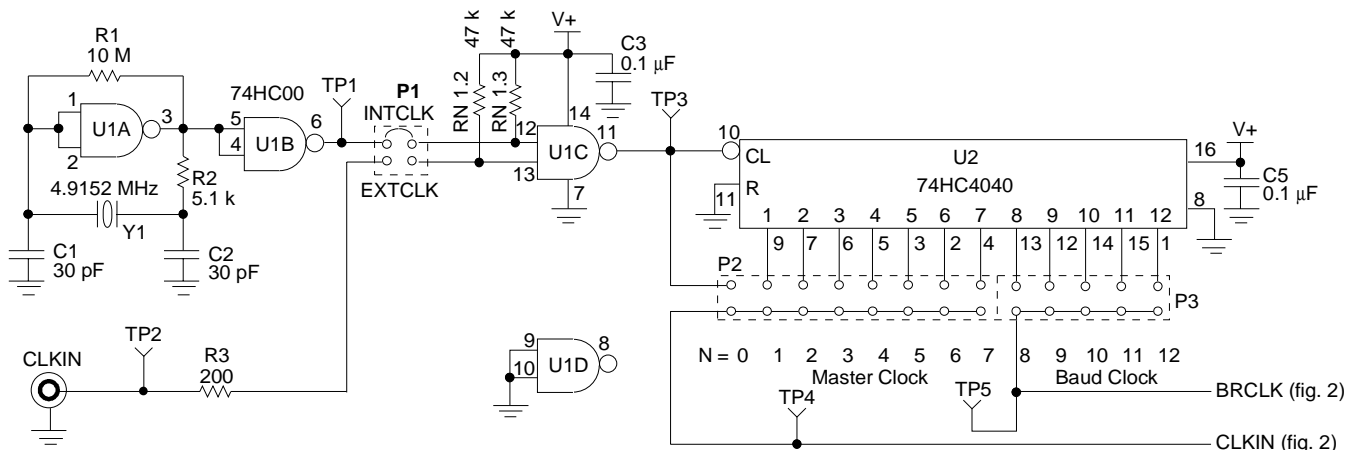 R1
10 M
1
2
U1A
3
4.9152 MHz
Y1
R2
5.1 k
C1
30 pF
C2
30 pF
74HC00
5
4
U1B
6
TP1
P1
INTCLK
EXTCLK
47 k
47 k
RN 1.2
RN 1.3
V+
C3
0.1 μF
12
13
14
U1C
11
7
TP3
10
CL
R
11
U2
74HC4040
16
8
V+
C5
0.1 μF
1 2 3 4 5 6 7 8 9 10 11 12
9 7 6 5 3 2 4 13 12 14 15 1
P2
P3
CLKIN
TP2
R3
200
9
10
U1D
8
N = 0 1 2 3 4 5 6 7 8 9 10 11 12
Master Clock
Baud Clock
TP4
TP5
BRCLK (fig. 2)
CLKIN (fig. 2)